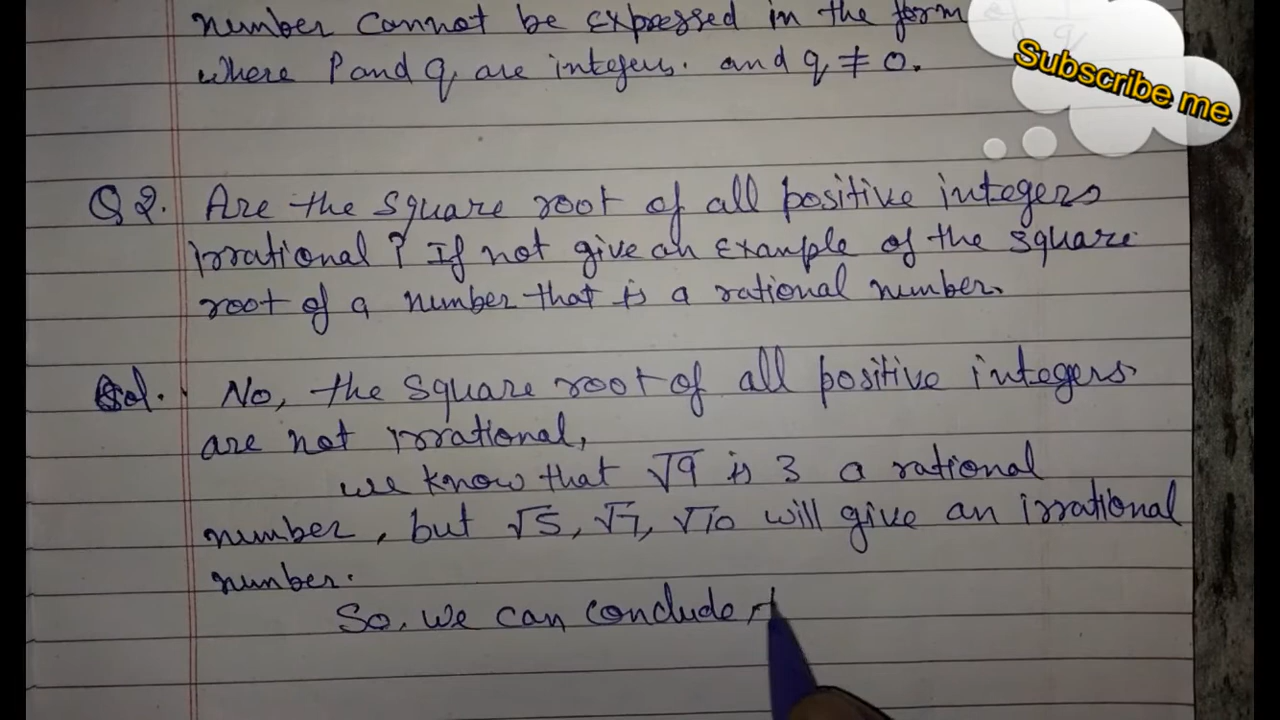 number cannot be expressed in the form of
where P and q are integers. and q ≠ 0.
Subscribe me
Q2. Are the square root of all positive integers
irrational ? If not give an example of the square
root of a number that is a rational number.
Sol. No, the square root of all positive integers
are not irrational,
we know that √9 is 3 a rational
number, but √5, √7, √10 will give an irrational
number.
So, we can conclude